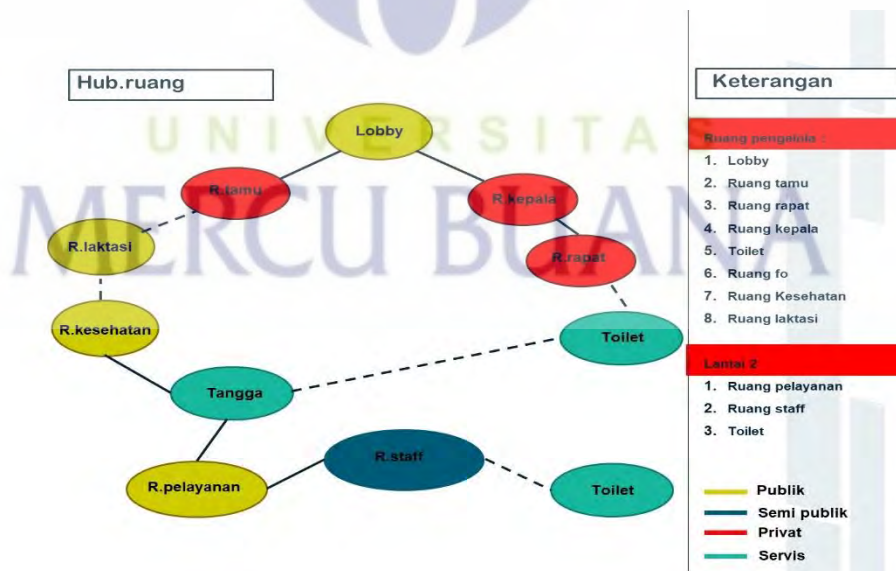 Hub.ruang
Keterangan
UNIVERSITAS
MERCU BUANA
Lobby
R.tamu
R.kepala
R.laktasi
R.rapat
R.kesehatan
Toilet
Tangga
R.staff
R.pelayanan
Toilet
Ruang pengelola :
1. Lobby
2. Ruang tamu
3. Ruang rapat
4. Ruang kepala
5. Toilet
6. Ruang fo
7. Ruang Kesehatan
8. Ruang laktasi
Lantai 2
1. Ruang pelayanan
2. Ruang staff
3. Toilet
Publik
Semi publik
Privat
Servis